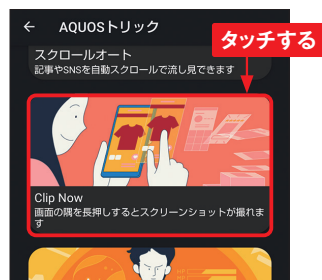 ← AQUOSトリック
タッチする
スクロールオート
記事やSNSを自動スクロールで流し見できます
Clip Now
画面の隅を長押しするとスクリーンショットが撮れま
す